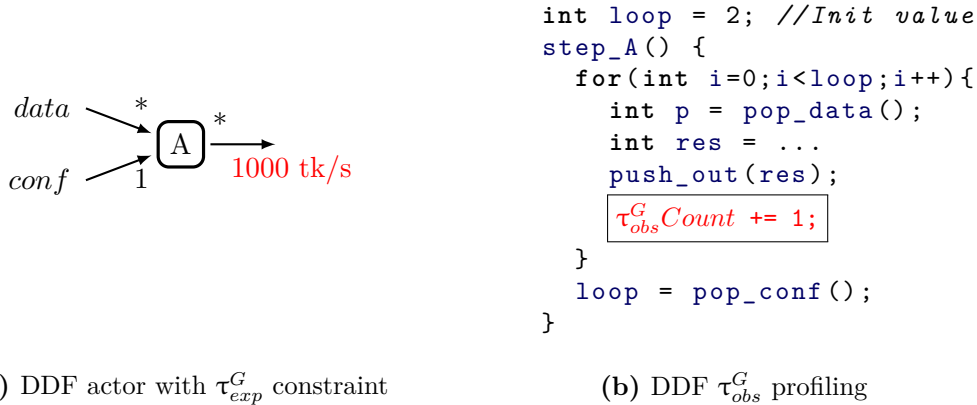 data
*
conf
1
A
*
1000 tk/s
) DDF actor with τ^G_exp constraint
int loop = 2; //Init value
step_A() {
for(int i=0;i<loop;i++){
int p = pop_data();
int res = ...
push_out(res);
τ^G_obs Count += 1;
}
loop = pop_conf();
}
(b) DDF τ^G_obs profiling